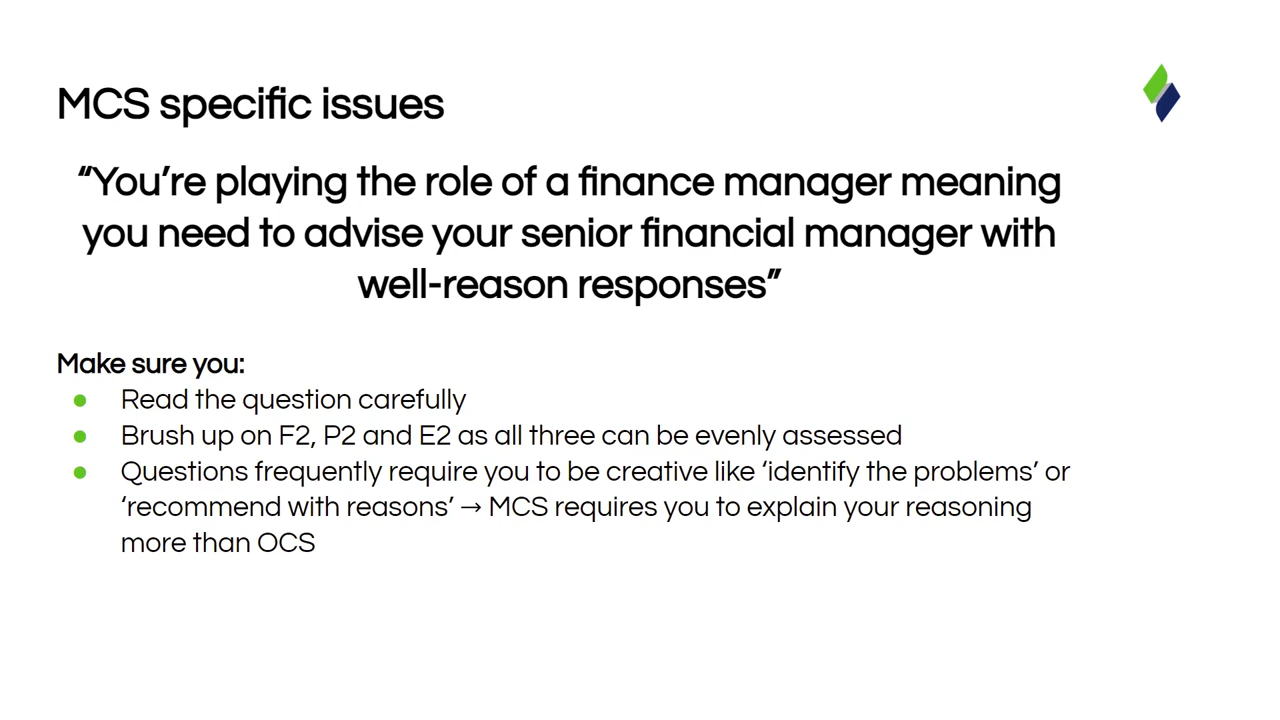 MCS specific issues
“You’re playing the role of a finance manager meaning
you need to advise your senior financial manager with
well-reason responses”
Make sure you:
● Read the question carefully
● Brush up on F2, P2 and E2 as all three can be evenly assessed
● Questions frequently require you to be creative like ‘identify the problems’ or
‘recommend with reasons’ → MCS requires you to explain your reasoning
more than OCS